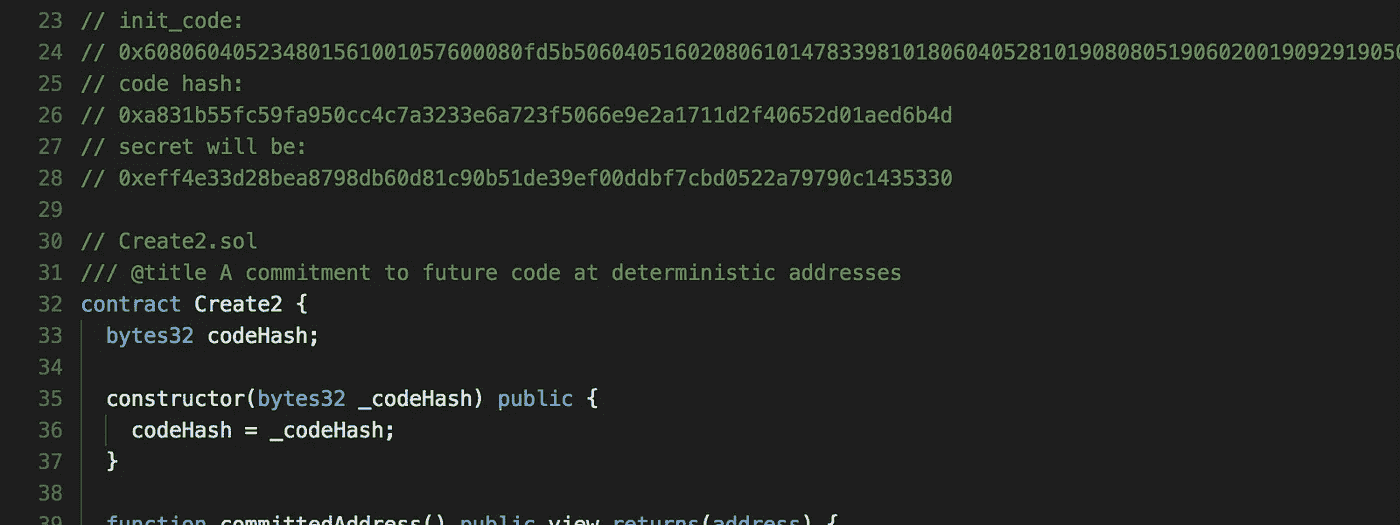 23 // init_code:
24 // 0x608060405234801561001057600080fd5b506040516020806101478339810180604052810190808051906020019092919050
25 // code hash:
26 // 0xa831b55fc59fa950cc4c7a3233e6a723f5066e9e2a1711d2f40652d01aed6b4d
27 // secret will be:
28 // 0xeff4e33d28bea8798db60d81c90b51de39ef00ddbf7cbd0522a79790c1435330
29
30 // Create2.sol
31 /// @title A commitment to future code at deterministic addresses
32 contract Create2 {
33 bytes32 codeHash;
34
35 constructor(bytes32 _codeHash) public {
36 codeHash = _codeHash;
37 }
38
39 function committedAddress() public view returns(address) {